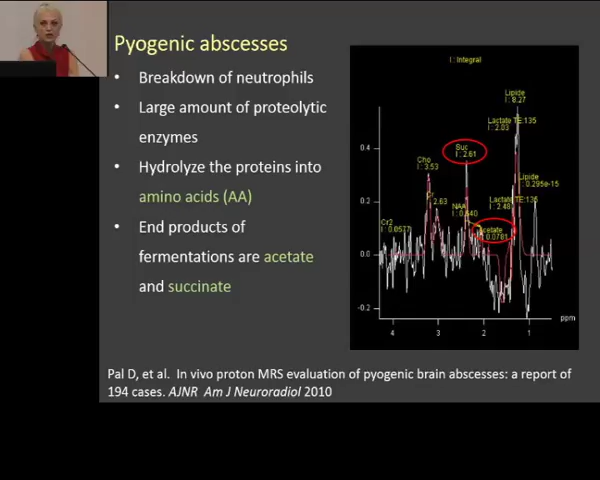 Pyogenic abscesses
• Breakdown of neutrophils
• Large amount of proteolytic
enzymes
• Hydrolyze the proteins into
amino acids (AA)
• End products of
fermentations are acetate
and succinate
I : Integral
Lipide
I : 8.27
Lactate TE:135
I : 2.03
Suc
I : 2.61
Cho
I : 3.53
Lipide
I : 0.295e-15
Cr
I : 2.63
Lactate TE:135
I : 2.48
NAA
I : 0.640
Cr2
I : 0.0577
Acetate
I : 0.0781
0.4
0.2
0.0
-0.2
ppm
4 3 2 1
Pal D, et al. In vivo proton MRS evaluation of pyogenic brain abscesses: a report of
194 cases. AJNR Am J Neuroradiol 2010